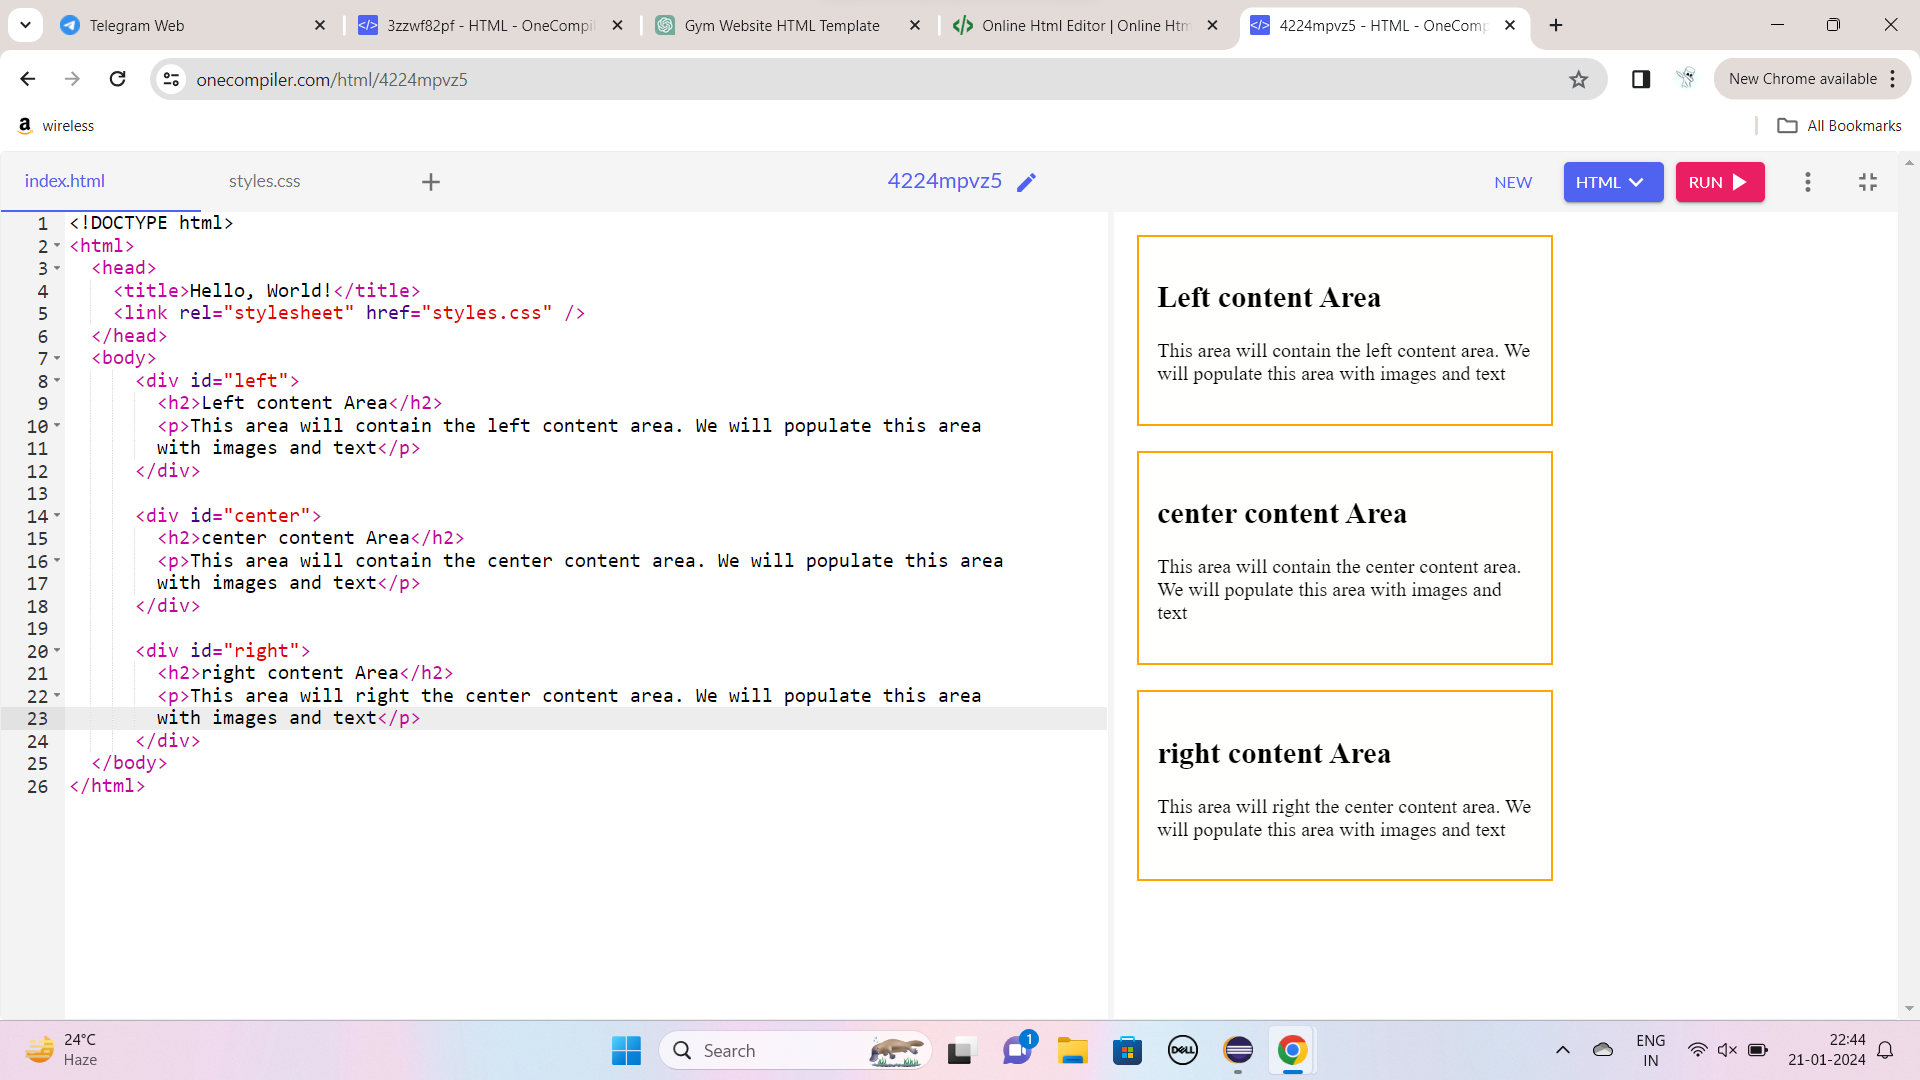 Telegram Web
3zzwf82pf - HTML - OneCompil
Gym Website HTML Template
Online Html Editor | Online Htm
4224mpvz5 - HTML - OneComp
onecompiler.com/html/4224mpvz5
New Chrome available
wireless
All Bookmarks
index.html
styles.css
4224mpvz5
NEW
HTML
RUN
1 <!DOCTYPE html>
2 <html>
3 <head>
4 <title>Hello, World!</title>
5 <link rel="stylesheet" href="styles.css" />
6 </head>
7 <body>
8 <div id="left">
9 <h2>Left content Area</h2>
10 <p>This area will contain the left content area. We will populate this area
11 with images and text</p>
12 </div>
13
14 <div id="center">
15 <h2>center content Area</h2>
16 <p>This area will contain the center content area. We will populate this area
17 with images and text</p>
18 </div>
19
20 <div id="right">
21 <h2>right content Area</h2>
22 <p>This area will right the center content area. We will populate this area
23 with images and text</p>
24 </div>
25 </body>
26 </html>
Left content Area
This area will contain the left content area. We
will populate this area with images and text
center content Area
This area will contain the center content area.
We will populate this area with images and
text
right content Area
This area will right the center content area. We
will populate this area with images and text
24°C
Haze
Search
1
DELL
ENG
IN
22:44
21-01-2024